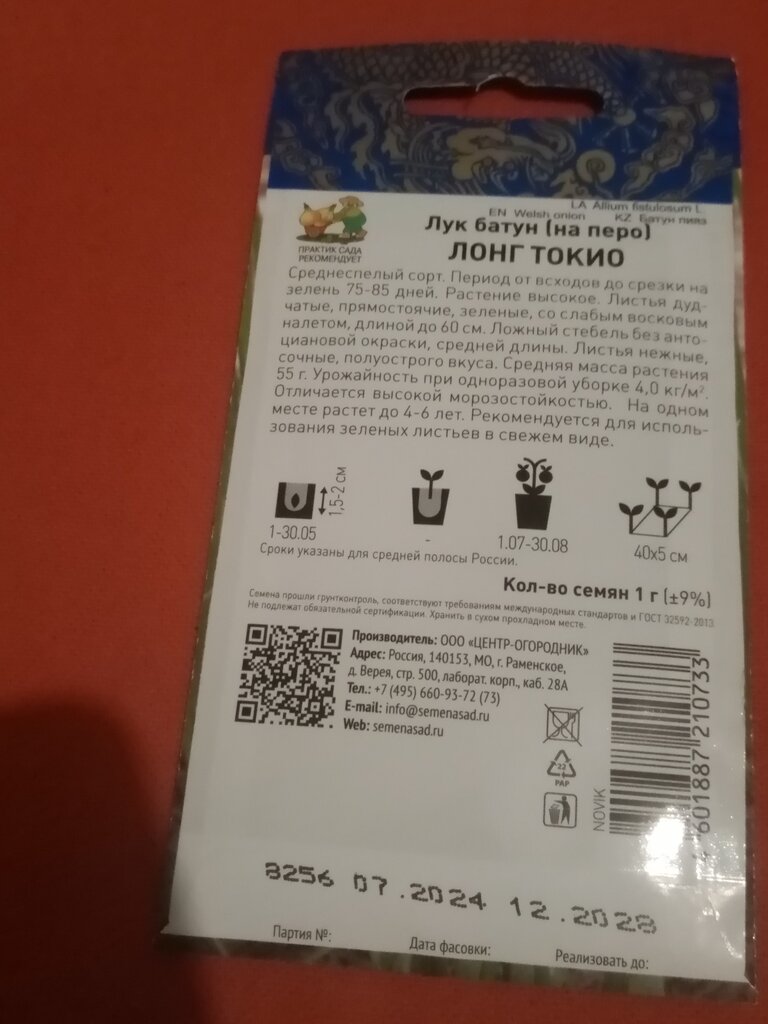 LA Allium fistulosum L.
EN Welsh onion KZ Батун пияз
Лук батун (на перо)
ЛОНГ ТОКИО
ПРАКТИК САДА
РЕКОМЕНДУЕТ
Среднеспелый сорт. Период от всходов до срезки на
зелень 75-85 дней. Растение высокое. Листья дуд-
чатые, прямостоячие, зеленые, со слабым восковым
налетом, длиной до 60 см. Ложный стебель без анто-
циановой окраски, средней длины. Листья нежные,
сочные, полуострого вкуса. Средняя масса растения
55 г. Урожайность при одноразовой уборке 4,0 кг/м².
Отличается высокой морозостойкостью. На одном
месте растет до 4-6 лет. Рекомендуется для исполь-
зования зеленых листьев в свежем виде.
1,5-2 см
1-30.05
-
1.07-30.08
40х5 см
Сроки указаны для средней полосы России.
Кол-во семян 1 г (±9%)
Семена прошли грунтконтроль, соответствуют требованиям международных стандартов и ГОСТ 32592-2013.
Не подлежат обязательной сертификации. Хранить в сухом прохладном месте.
Производитель: ООО «ЦЕНТР-ОГОРОДНИК»
Адрес: Россия, 140153, МО, г. Раменское,
д. Верея, стр. 500, лаборат. корп., каб. 28А
Тел.: +7 (495) 660-93-72 (73)
E-mail: info@semenasad.ru
Web: semenasad.ru
22
PAP
NOVIK
4 601887 210733
8256 07.2024 12.2028
Партия №: Дата фасовки: Реализовать до: